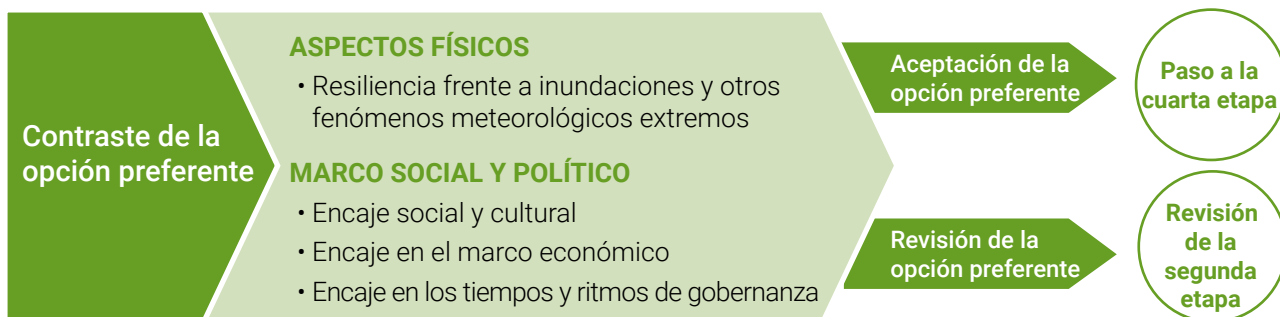 Contraste de la
opción preferente
ASPECTOS FÍSICOS
• Resiliencia frente a inundaciones y otros
fenómenos meteorológicos extremos
MARCO SOCIAL Y POLÍTICO
• Encaje social y cultural
• Encaje en el marco económico
• Encaje en los tiempos y ritmos de gobernanza
Aceptación de la
opción preferente
Paso a la
cuarta etapa
Revisión de la
opción preferente
Revisión
de la
segunda
etapa